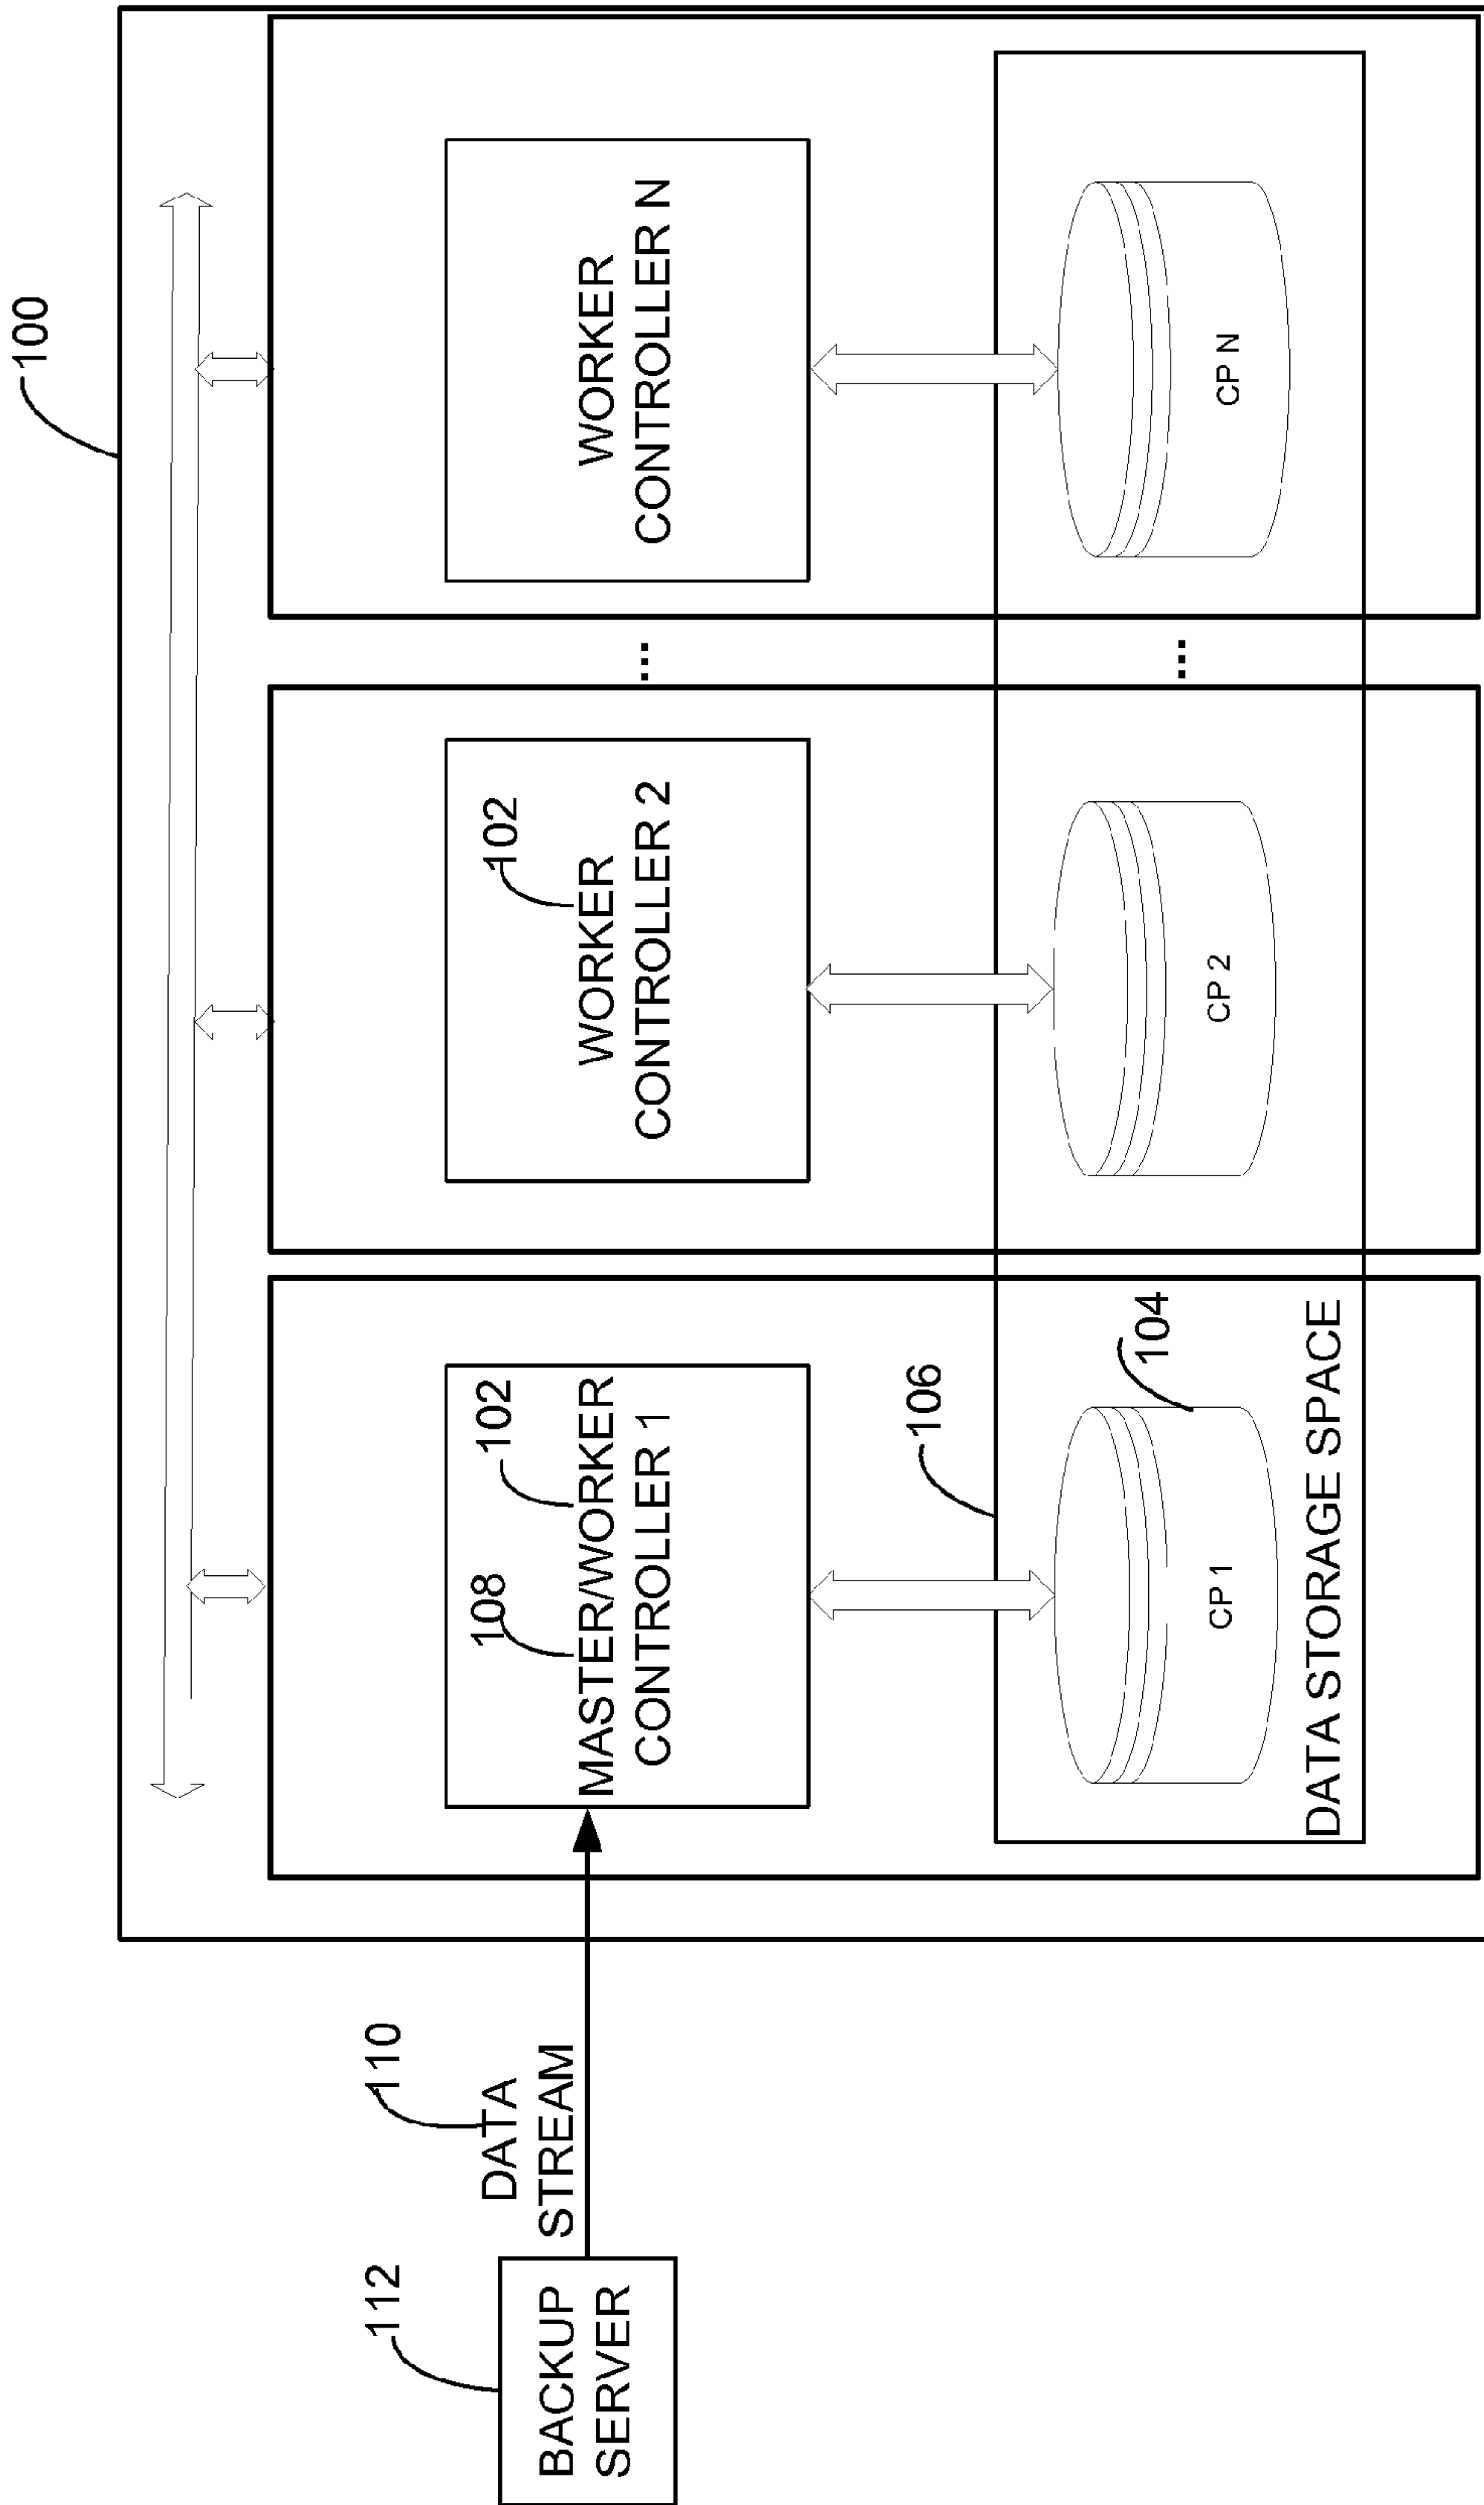 100
BACKUP
SERVER
112
DATA
STREAM
110
MASTER/WORKER
CONTROLLER 1
108
102
WORKER
CONTROLLER 2
102
...
WORKER
CONTROLLER N
106
CP 1
104
DATA STORAGE SPACE
CP 2
...
CP N